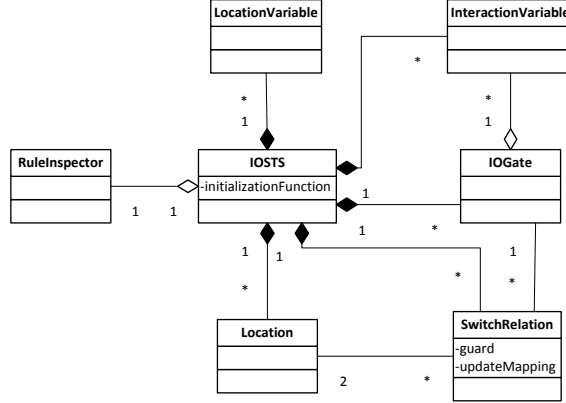 LocationVariable
InteractionVariable
*
*
*
1
1
RuleInspector
IOSTS
IOGate
-initializationFunction
1
1
1
1
1
1
1
*
*
*
*
Location
SwitchRelation
-guard
-updateMapping
2
*